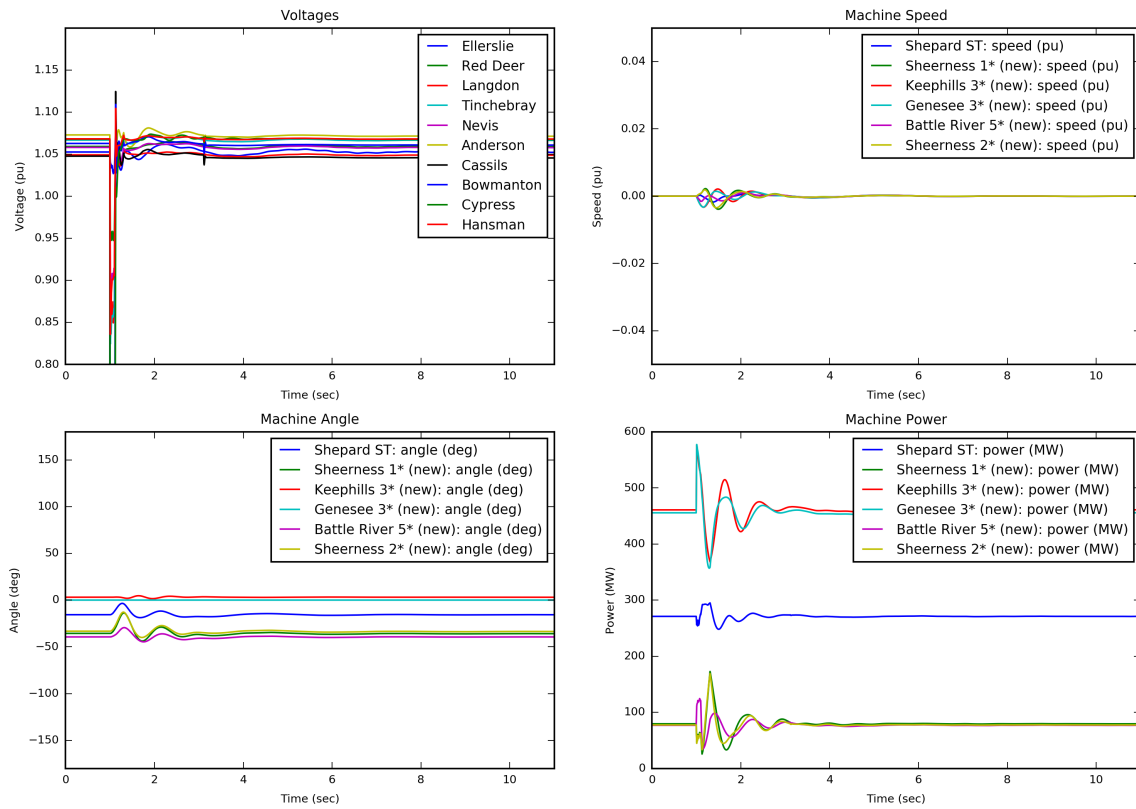 Voltages
Voltage (pu)
1.15
1.10
1.05
1.00
0.95
0.90
0.85
0.80
Ellerslie
Red Deer
Langdon
Tinchebray
Nevis
Anderson
Cassils
Bowmanton
Cypress
Hansman
0 2 4 6 8 10
Time (sec)
Machine Speed
Speed (pu)
0.04
0.02
0.00
−0.02
−0.04
Shepard ST: speed (pu)
Sheerness 1* (new): speed (pu)
Keephills 3* (new): speed (pu)
Genesee 3* (new): speed (pu)
Battle River 5* (new): speed (pu)
Sheerness 2* (new): speed (pu)
0 2 4 6 8 10
Time (sec)
Machine Angle
Angle (deg)
150
100
50
0
−50
−100
−150
Shepard ST: angle (deg)
Sheerness 1* (new): angle (deg)
Keephills 3* (new): angle (deg)
Genesee 3* (new): angle (deg)
Battle River 5* (new): angle (deg)
Sheerness 2* (new): angle (deg)
0 2 4 6 8 10
Time (sec)
Machine Power
Power (MW)
600
500
400
300
200
100
0
Shepard ST: power (MW)
Sheerness 1* (new): power (MW)
Keephills 3* (new): power (MW)
Genesee 3* (new): power (MW)
Battle River 5* (new): power (MW)
Sheerness 2* (new): power (MW)
0 2 4 6 8 10
Time (sec)